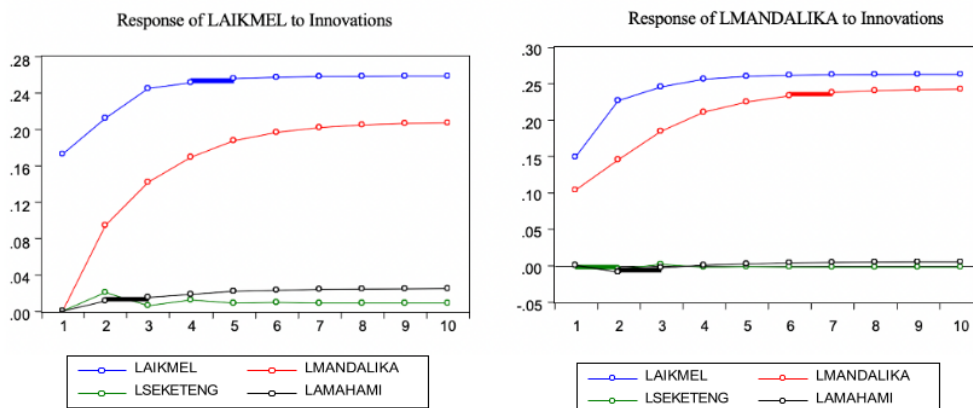 Response of LAIKMEL to Innovations
.28
.24
.20
.16
.12
.08
.04
.00
1 2 3 4 5 6 7 8 9 10
LAIKMEL LMANDALIKA
LSEKETENG LAMAHAMI
Response of LMANDALIKA to Innovations
.30
.25
.20
.15
.10
.05
.00
-.05
1 2 3 4 5 6 7 8 9 10
LAIKMEL LMANDALIKA
LSEKETENG LAMAHAMI